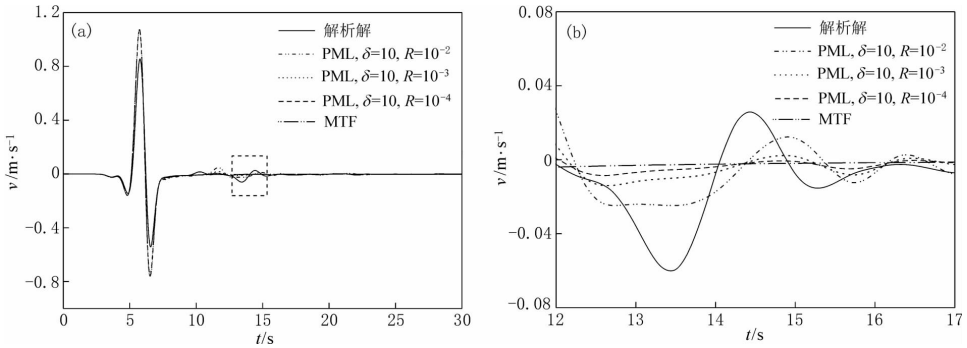 (a)
解析解
PML, δ=10, R=10⁻²
PML, δ=10, R=10⁻³
PML, δ=10, R=10⁻⁴
MTF
v/m·s⁻¹
1.2
0.8
0.4
0
-0.4
-0.8
0 5 10 15 20 25 30
t/s
(b)
解析解
PML, δ=10, R=10⁻²
PML, δ=10, R=10⁻³
PML, δ=10, R=10⁻⁴
MTF
v/m·s⁻¹
0.08
0.04
0
-0.04
-0.08
12 13 14 15 16 17
t/s